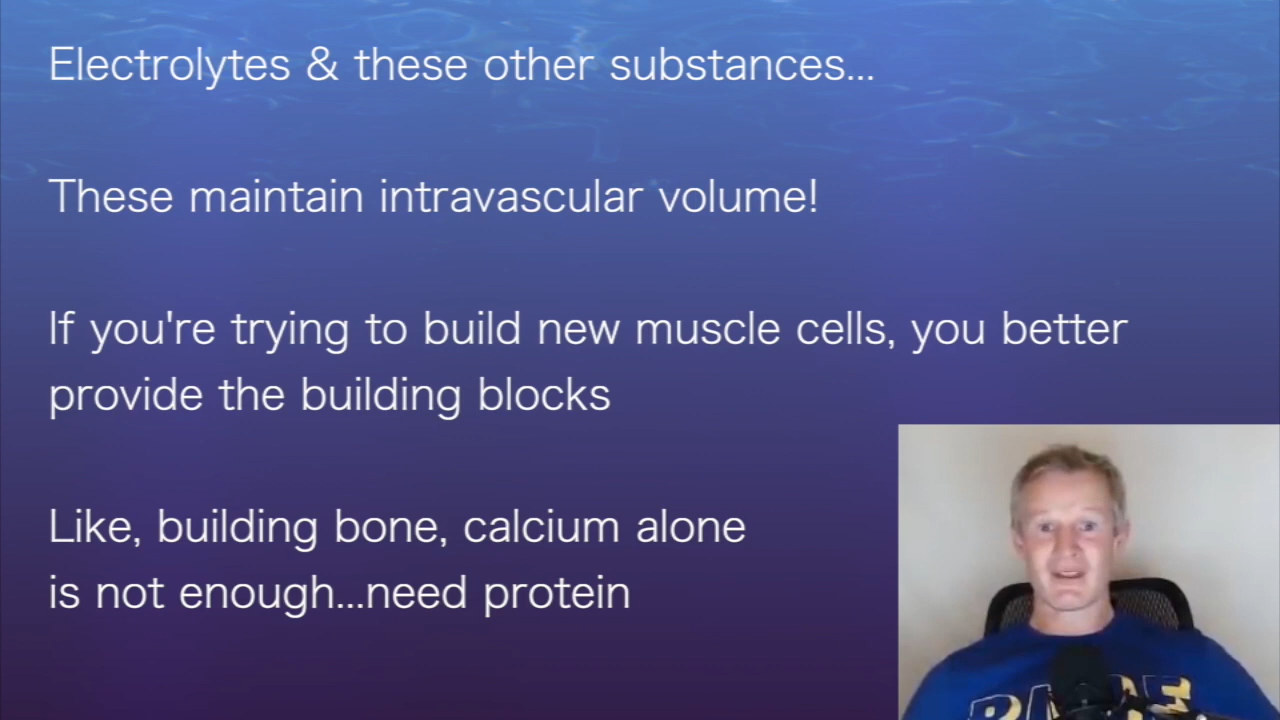 Electrolytes & these other substances...
These maintain intravascular volume!
If you're trying to build new muscle cells, you better
provide the building blocks
Like, building bone, calcium alone
is not enough...need protein